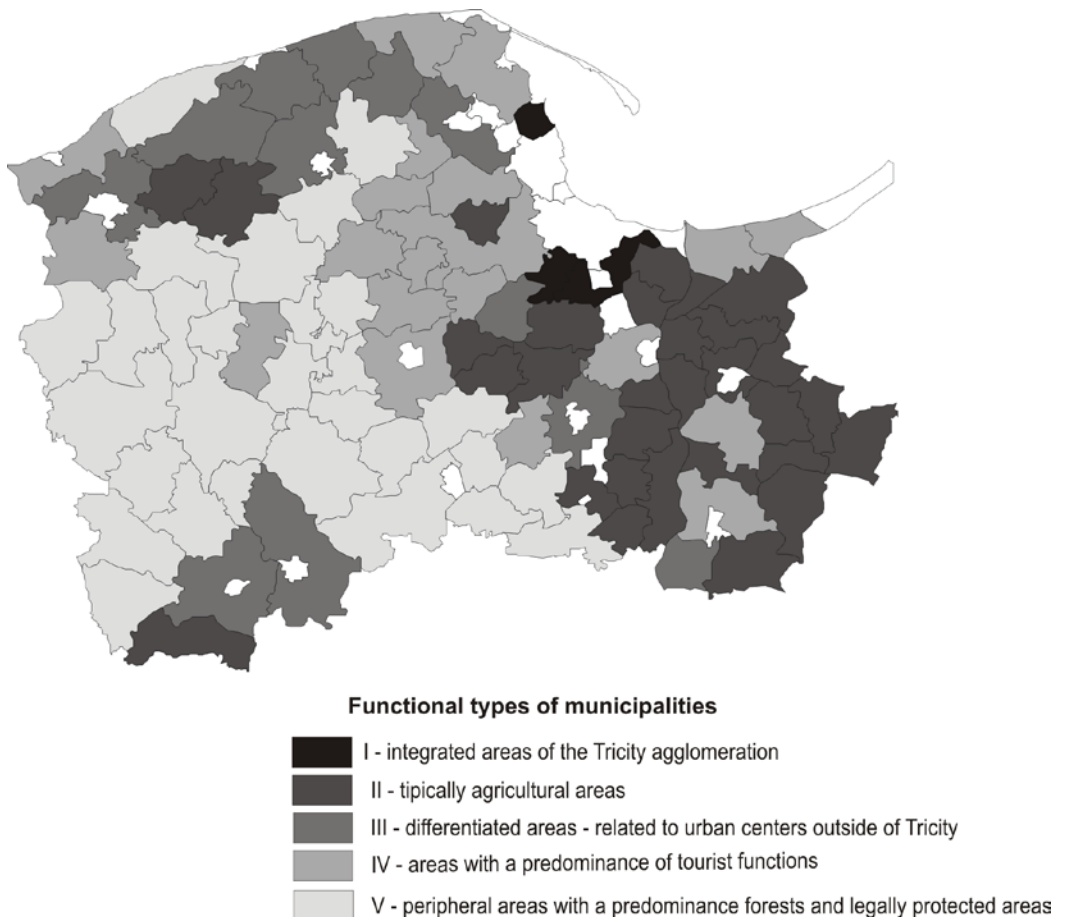 Functional types of municipalities
I - integrated areas of the Tricity agglomeration
II - tipically agricultural areas
III - differentiated areas - related to urban centers outside of Tricity
IV - areas with a predominance of tourist functions
V - peripheral areas with a predominance forests and legally protected areas